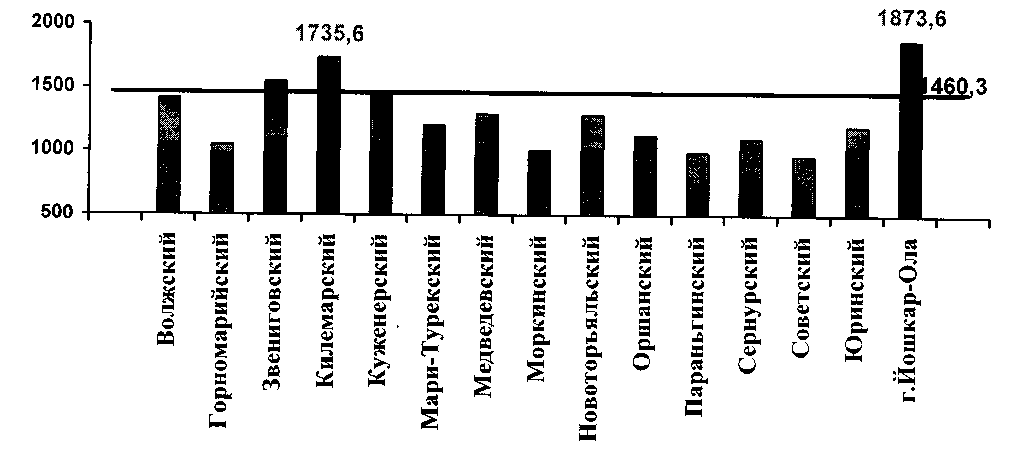 2000
1873,6
1735,6
1500
1460,3
1000
500
Волжский
Горномарийский
Звениговский
Килемарский
Куженерский
Мари-Турекский
Медведевский
Моркинский
Новоторъяльский
Оршанский
Параньгинский
Сернурский
Советский
Юринский
г.Йошкар-Ола